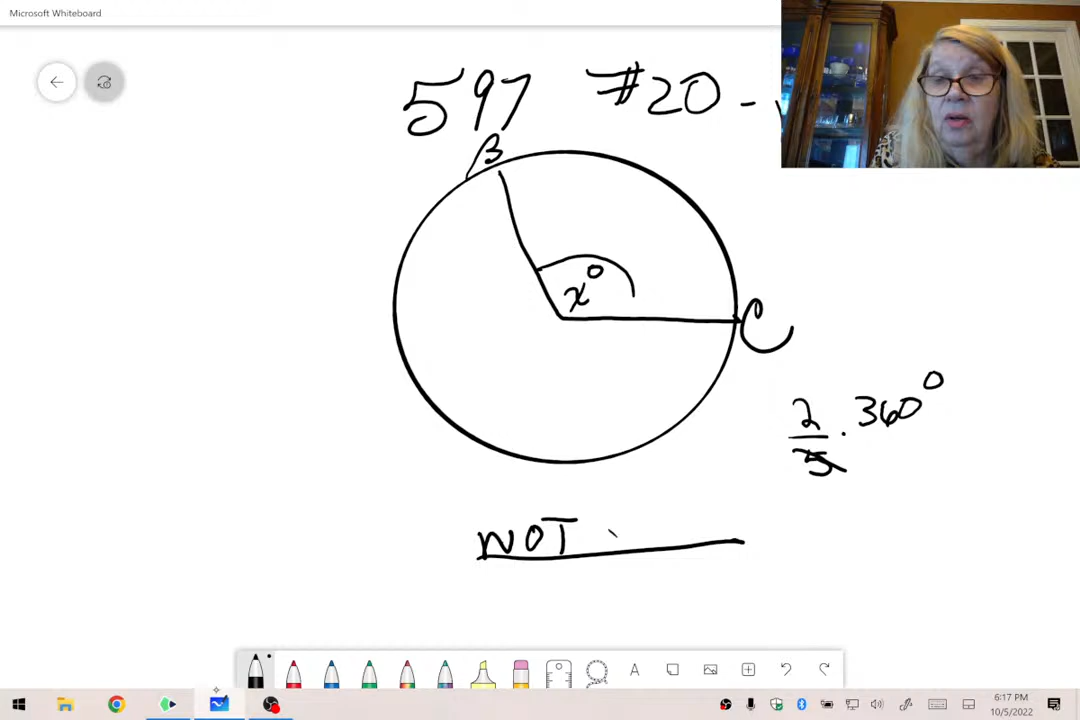 Microsoft Whiteboard
597 #20 -
B
x°
C
2/5 · 360°
NOT
A
6:17 PM
10/5/2022